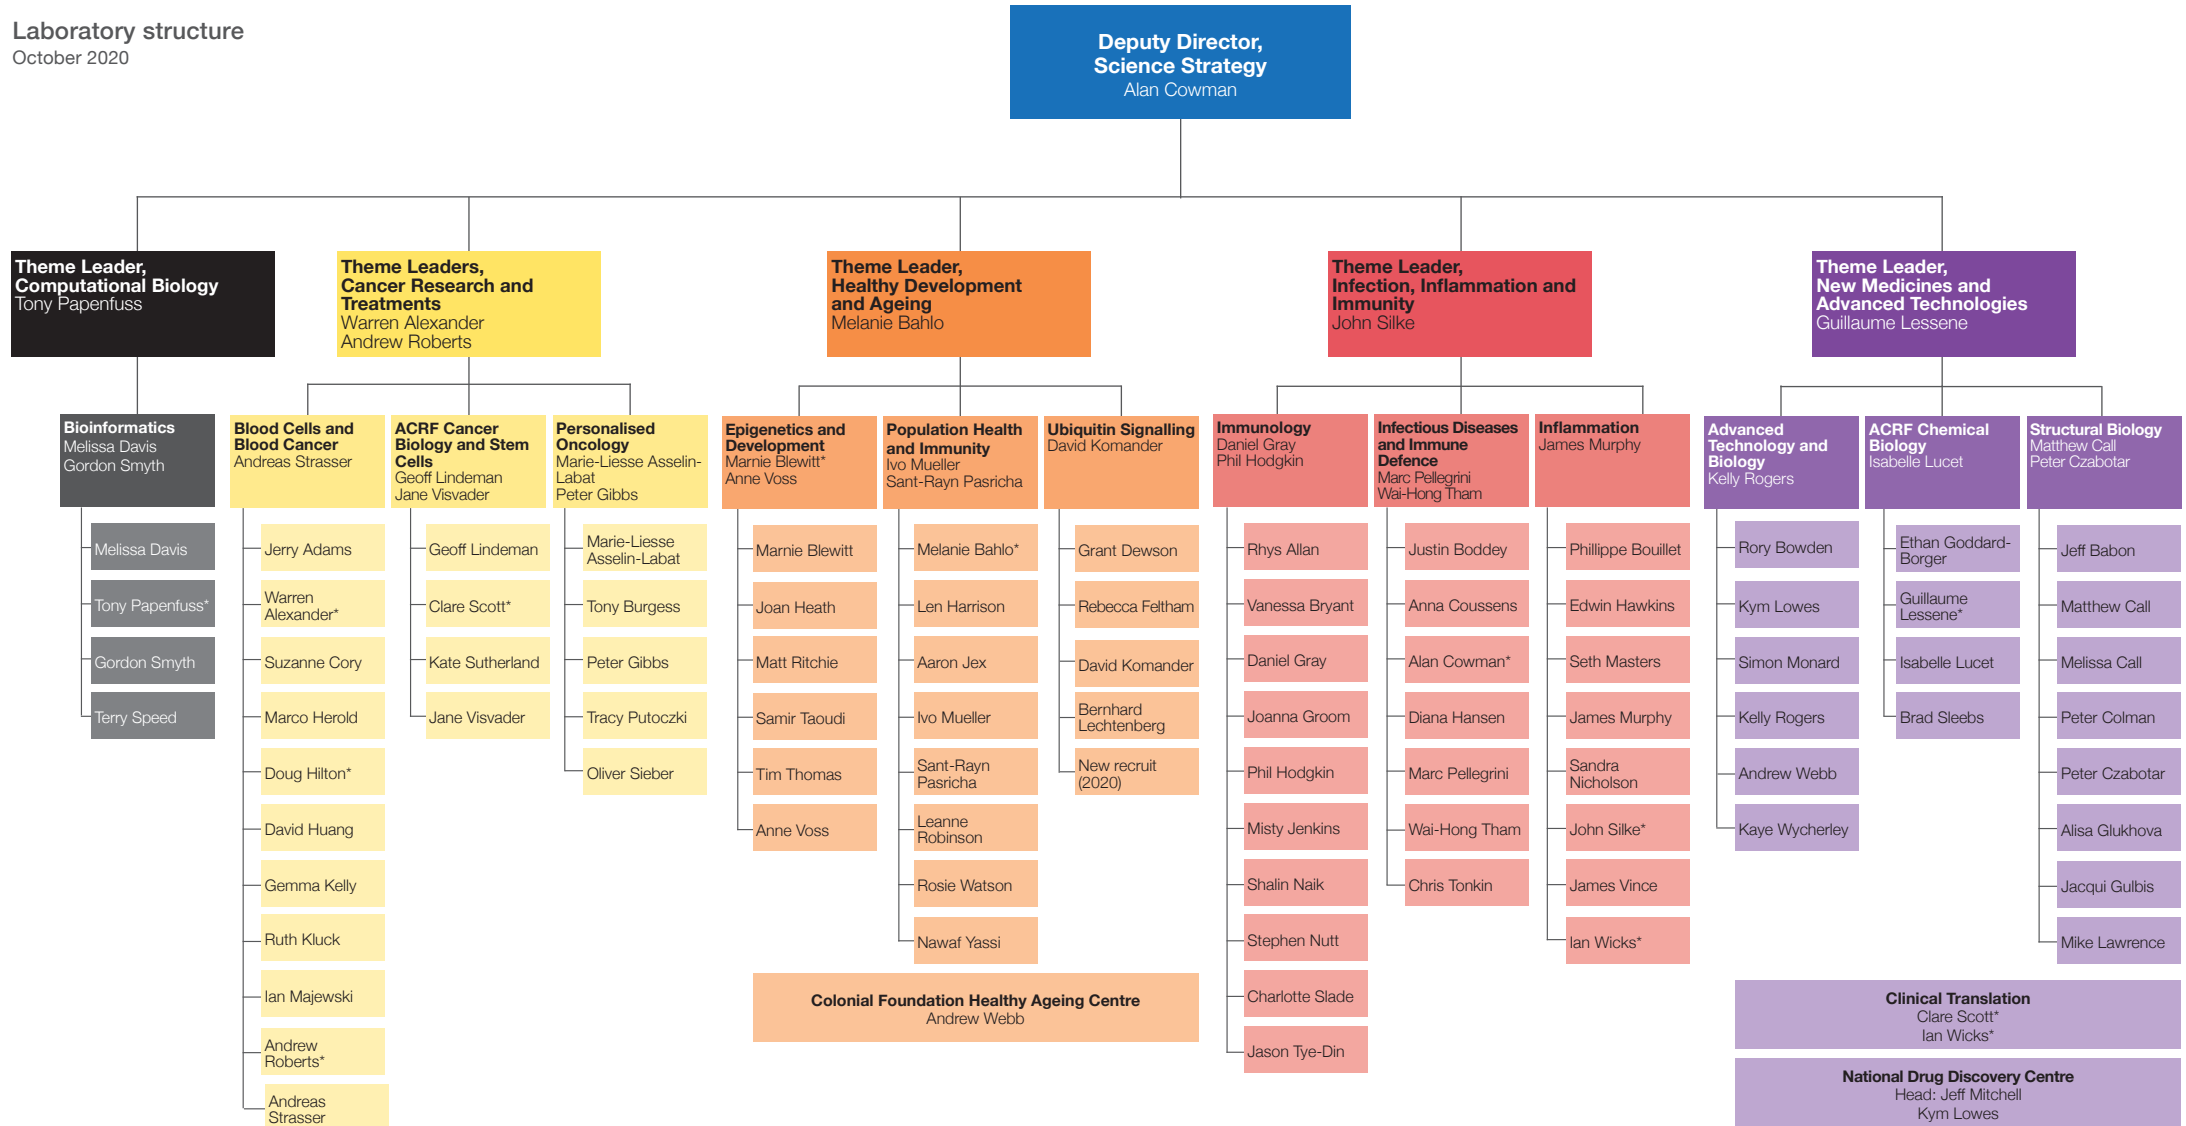 Laboratory structure
October 2020
Deputy Director,
Science Strategy
Alan Cowman
Theme Leader,
Computational Biology
Tony Papenfuss
Theme Leaders,
Cancer Research and
Treatments
Warren Alexander
Andrew Roberts
Theme Leader,
Healthy Development
and Ageing
Melanie Bahlo
Theme Leader,
Infection, Inflammation and
Immunity
John Silke
Theme Leader,
New Medicines and
Advanced Technologies
Guillaume Lessene
Bioinformatics
Melissa Davis
Gordon Smyth
Melissa Davis
Tony Papenfuss*
Gordon Smyth
Terry Speed
Blood Cells and
Blood Cancer
Andreas Strasser
Jerry Adams
Warren
Alexander*
Suzanne Cory
Marco Herold
Doug Hilton*
David Huang
Gemma Kelly
Ruth Kluck
Ian Majewski
Andrew
Roberts*
Andreas
Strasser
ACRF Cancer
Biology and Stem
Cells
Geoff Lindeman
Jane Visvader
Geoff Lindeman
Clare Scott*
Kate Sutherland
Jane Visvader
Personalised
Oncology
Marie-Liesse Asselin-
Labat
Peter Gibbs
Marie-Liesse
Asselin-Labat
Tony Burgess
Peter Gibbs
Tracy Putoczki
Oliver Sieber
Epigenetics and
Development
Marnie Blewitt*
Anne Voss
Marnie Blewitt
Joan Heath
Matt Ritchie
Samir Taoudi
Tim Thomas
Anne Voss
Population Health
and Immunity
Ivo Mueller
Sant-Rayn Pasricha
Melanie Bahlo*
Len Harrison
Aaron Jex
Ivo Mueller
Sant-Rayn
Pasricha
Leanne
Robinson
Rosie Watson
Nawaf Yassi
Ubiquitin Signalling
David Komander
Grant Dewson
Rebecca Feltham
David Komander
Bernhard
Lechtenberg
New recruit
(2020)
Colonial Foundation Healthy Ageing Centre
Andrew Webb
Immunology
Daniel Gray
Phil Hodgkin
Rhys Allan
Vanessa Bryant
Daniel Gray
Joanna Groom
Phil Hodgkin
Misty Jenkins
Shalin Naik
Stephen Nutt
Charlotte Slade
Jason Tye-Din
Infectious Diseases
and Immune
Defence
Marc Pellegrini
Wai-Hong Tham
Justin Boddey
Anna Coussens
Alan Cowman*
Diana Hansen
Marc Pellegrini
Wai-Hong Tham
Chris Tonkin
Inflammation
James Murphy
Phillippe Bouillet
Edwin Hawkins
Seth Masters
James Murphy
Sandra
Nicholson
John Silke*
James Vince
Ian Wicks*
Advanced
Technology and
Biology
Kelly Rogers
Rory Bowden
Kym Lowes
Simon Monard
Kelly Rogers
Andrew Webb
Kaye Wycherley
ACRF Chemical
Biology
Isabelle Lucet
Ethan Goddard-
Borger
Guillaume
Lessene*
Isabelle Lucet
Brad Sleebs
Structural Biology
Matthew Call
Peter Czabotar
Jeff Babon
Matthew Call
Melissa Call
Peter Colman
Peter Czabotar
Alisa Glukhova
Jacqui Gulbis
Mike Lawrence
Clinical Translation
Clare Scott*
Ian Wicks*
National Drug Discovery Centre
Head: Jeff Mitchell
Kym Lowes